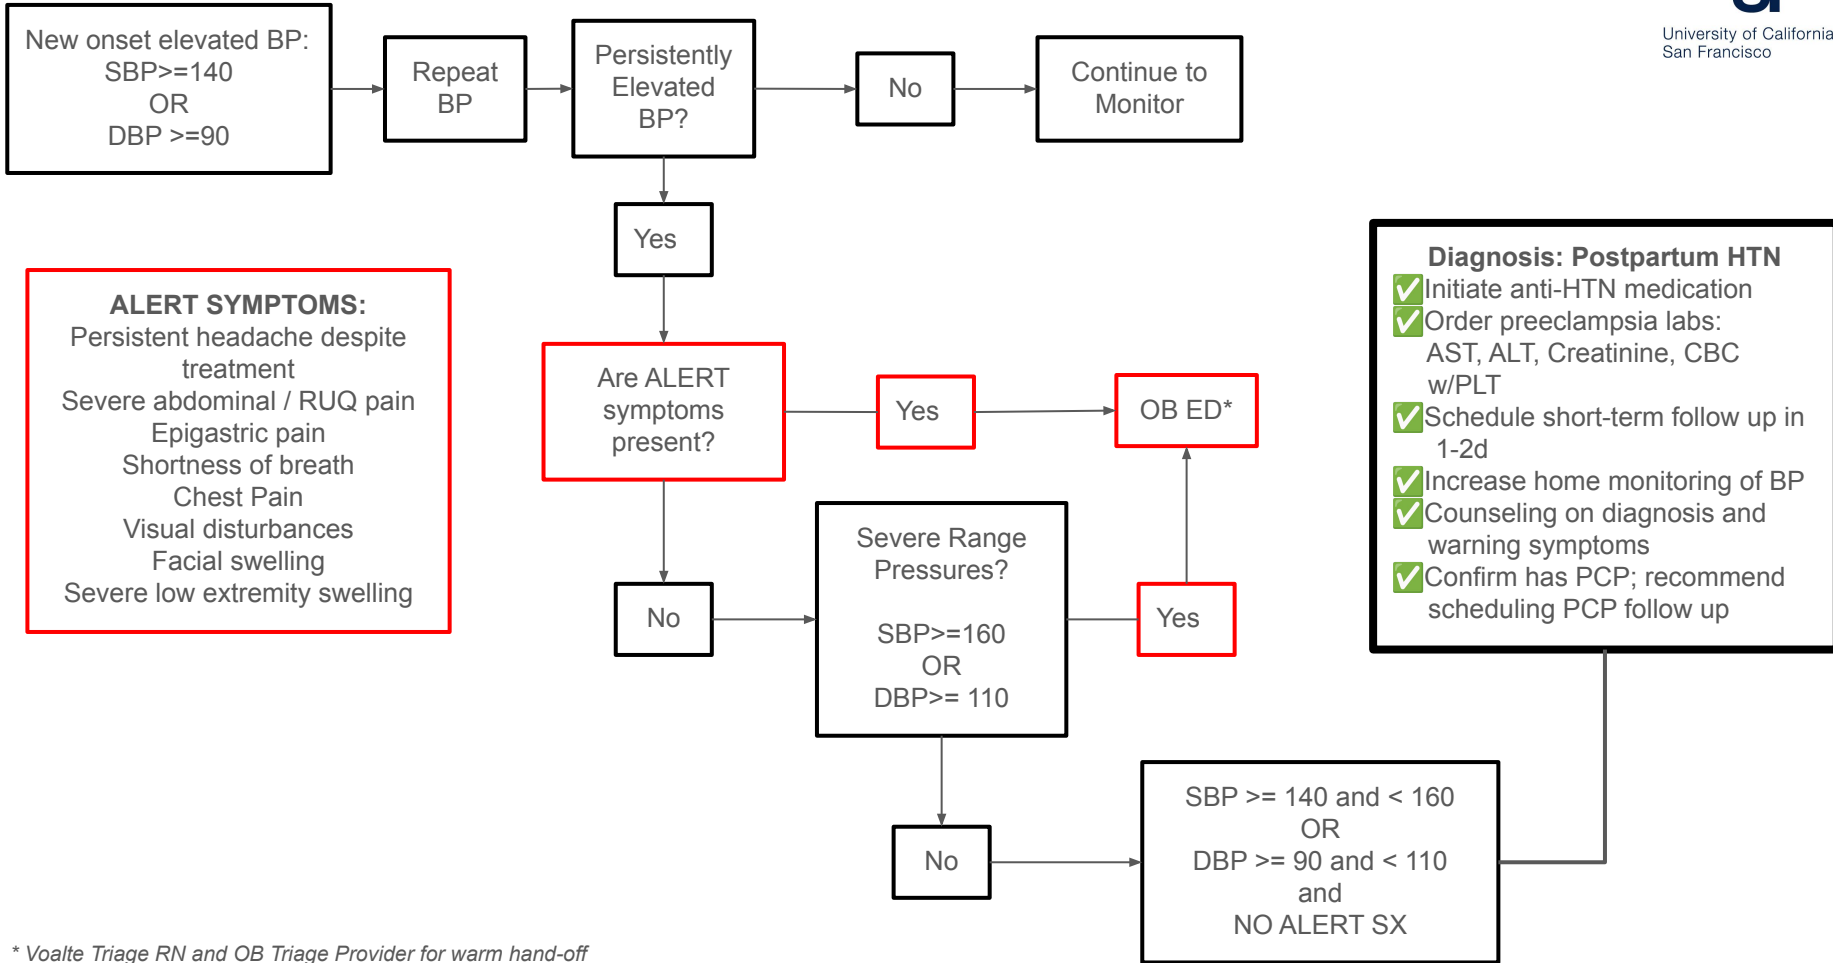 New onset elevated BP:
SBP>=140
OR
DBP >=90
Repeat
BP
Persistently
Elevated
BP?
No
Continue to
Monitor
University of California
San Francisco
Yes
ALERT SYMPTOMS:
Persistent headache despite
treatment
Severe abdominal / RUQ pain
Epigastric pain
Shortness of breath
Chest Pain
Visual disturbances
Facial swelling
Severe low extremity swelling
Are ALERT
symptoms
present?
Yes
OB ED*
No
Severe Range
Pressures?
SBP>=160
OR
DBP>= 110
Yes
Diagnosis: Postpartum HTN
✅Initiate anti-HTN medication
✅Order preeclampsia labs:
AST, ALT, Creatinine, CBC
w/PLT
✅Schedule short-term follow up in
1-2d
✅Increase home monitoring of BP
✅Counseling on diagnosis and
warning symptoms
✅Confirm has PCP; recommend
scheduling PCP follow up
No
SBP >= 140 and < 160
OR
DBP >= 90 and < 110
and
NO ALERT SX
* Voalte Triage RN and OB Triage Provider for warm hand-off